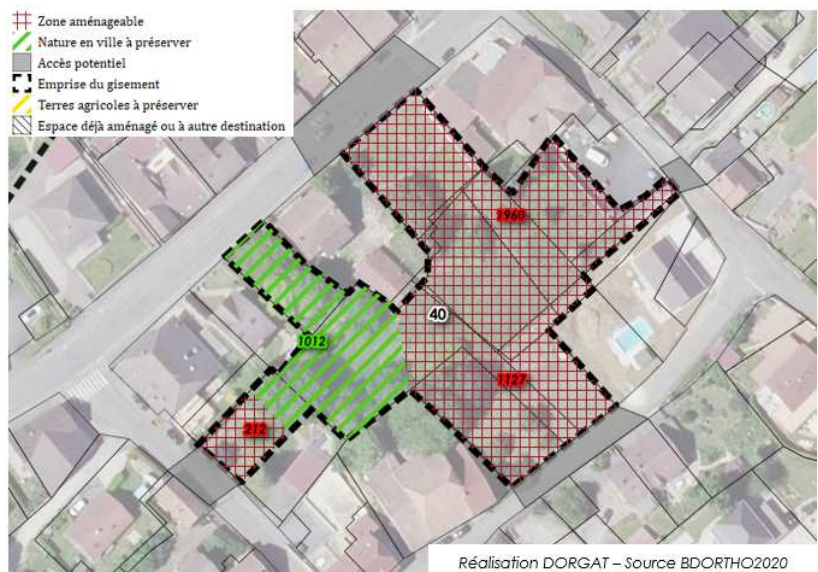 Zone aménageable
Nature en ville à préserver
Accès potentiel
Emprise du gisement
Terres agricoles à préserver
Espace déjà aménagé ou à autre destination
1960
40
1012
1127
212
Réalisation DORGAT – Source BDORTHO2020